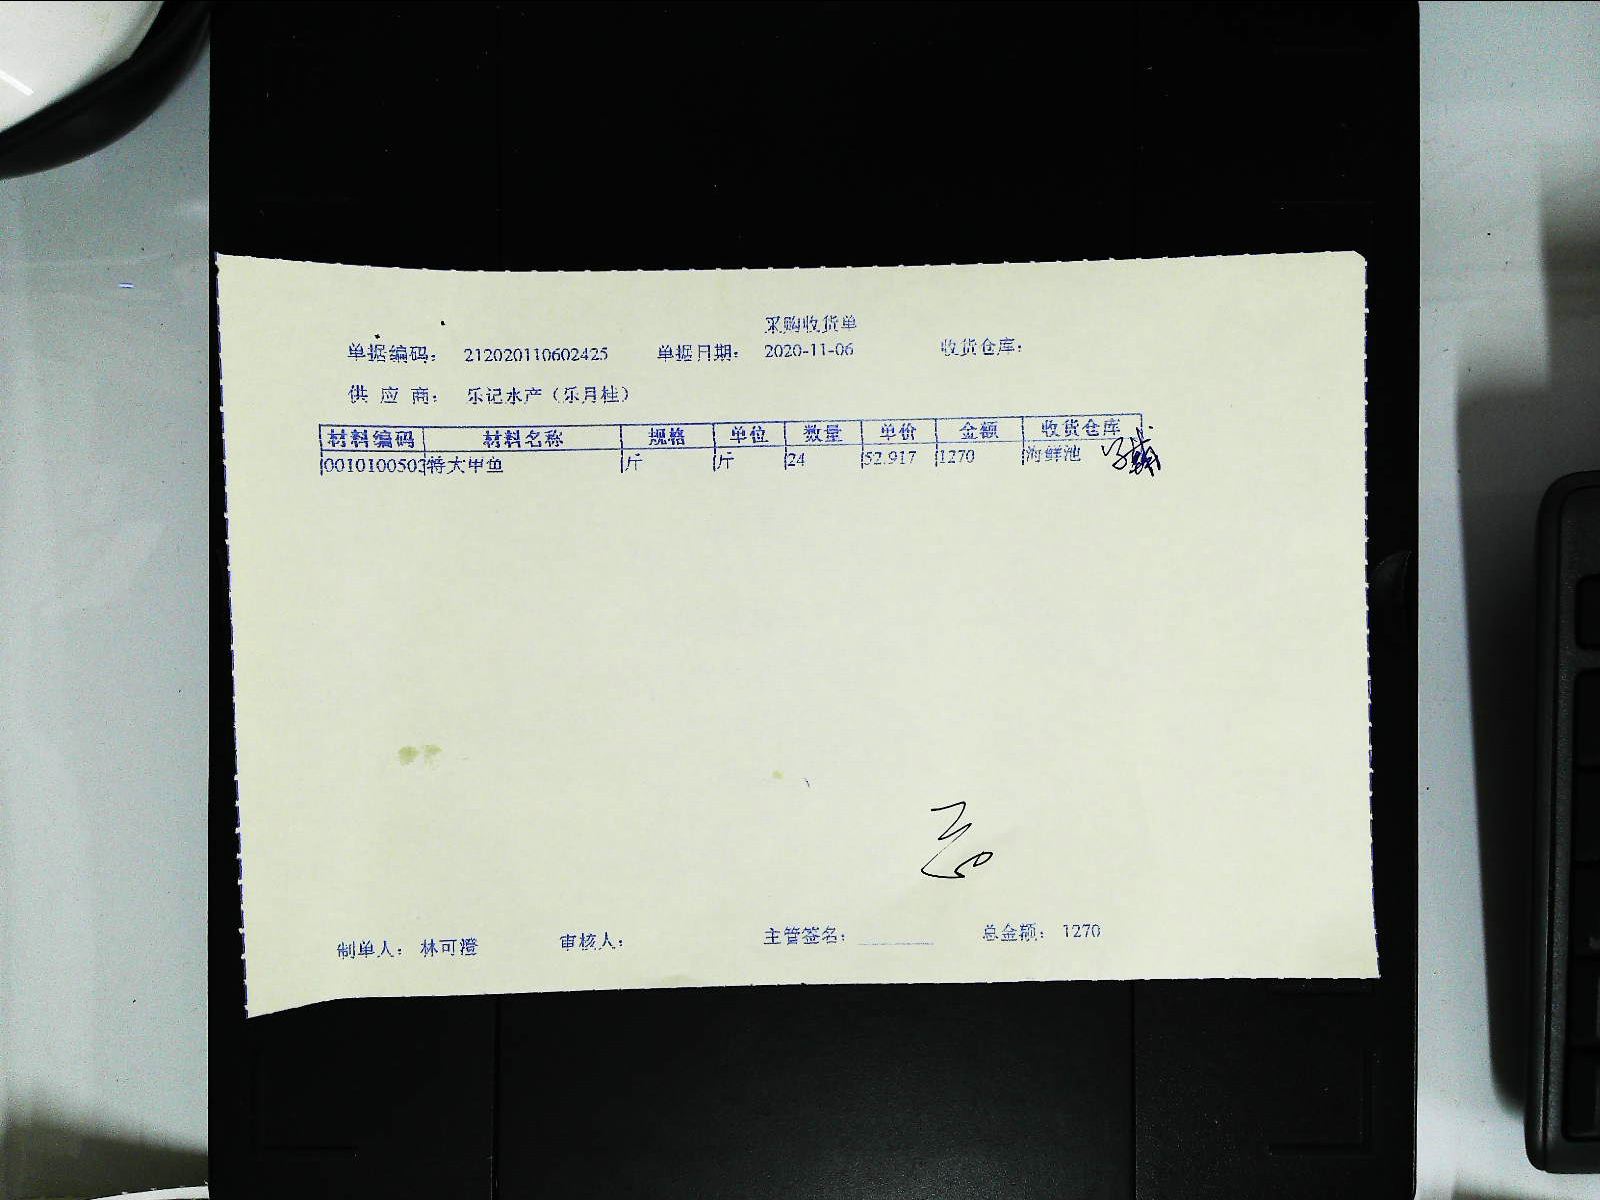 采购收货单
单据编码： 212020110602425 单据日期： 2020-11-06 收货仓库：
供 应 商： 乐记水产（乐月桂）
材料编码 材料名称 规格 单位 数量 单价 金额 收货仓库
0010100502 特大甲鱼 斤 斤 24 52.917 1270 海鲜池
制单人： 林可澄 审核人： 主管签名： 总金额： 1270